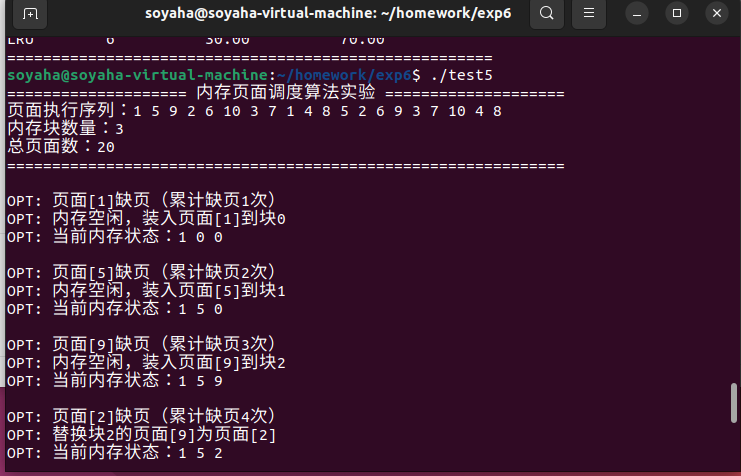 soyaha@soyaha-virtual-machine: ~/homework/exp6
LRU 6 30.00 70.00
======================================================
soyaha@soyaha-virtual-machine:~/homework/exp6$ ./test5
==================== 内存页面调度算法实验 ====================
页面执行序列：1 5 9 2 6 10 3 7 1 4 8 5 2 6 9 3 7 10 4 8
内存块数量：3
总页面数：20
==============================================================
OPT: 页面[1]缺页（累计缺页1次）
OPT: 内存空闲，装入页面[1]到块0
OPT: 当前内存状态：1 0 0
OPT: 页面[5]缺页（累计缺页2次）
OPT: 内存空闲，装入页面[5]到块1
OPT: 当前内存状态：1 5 0
OPT: 页面[9]缺页（累计缺页3次）
OPT: 内存空闲，装入页面[9]到块2
OPT: 当前内存状态：1 5 9
OPT: 页面[2]缺页（累计缺页4次）
OPT: 替换块2的页面[9]为页面[2]
OPT: 当前内存状态：1 5 2